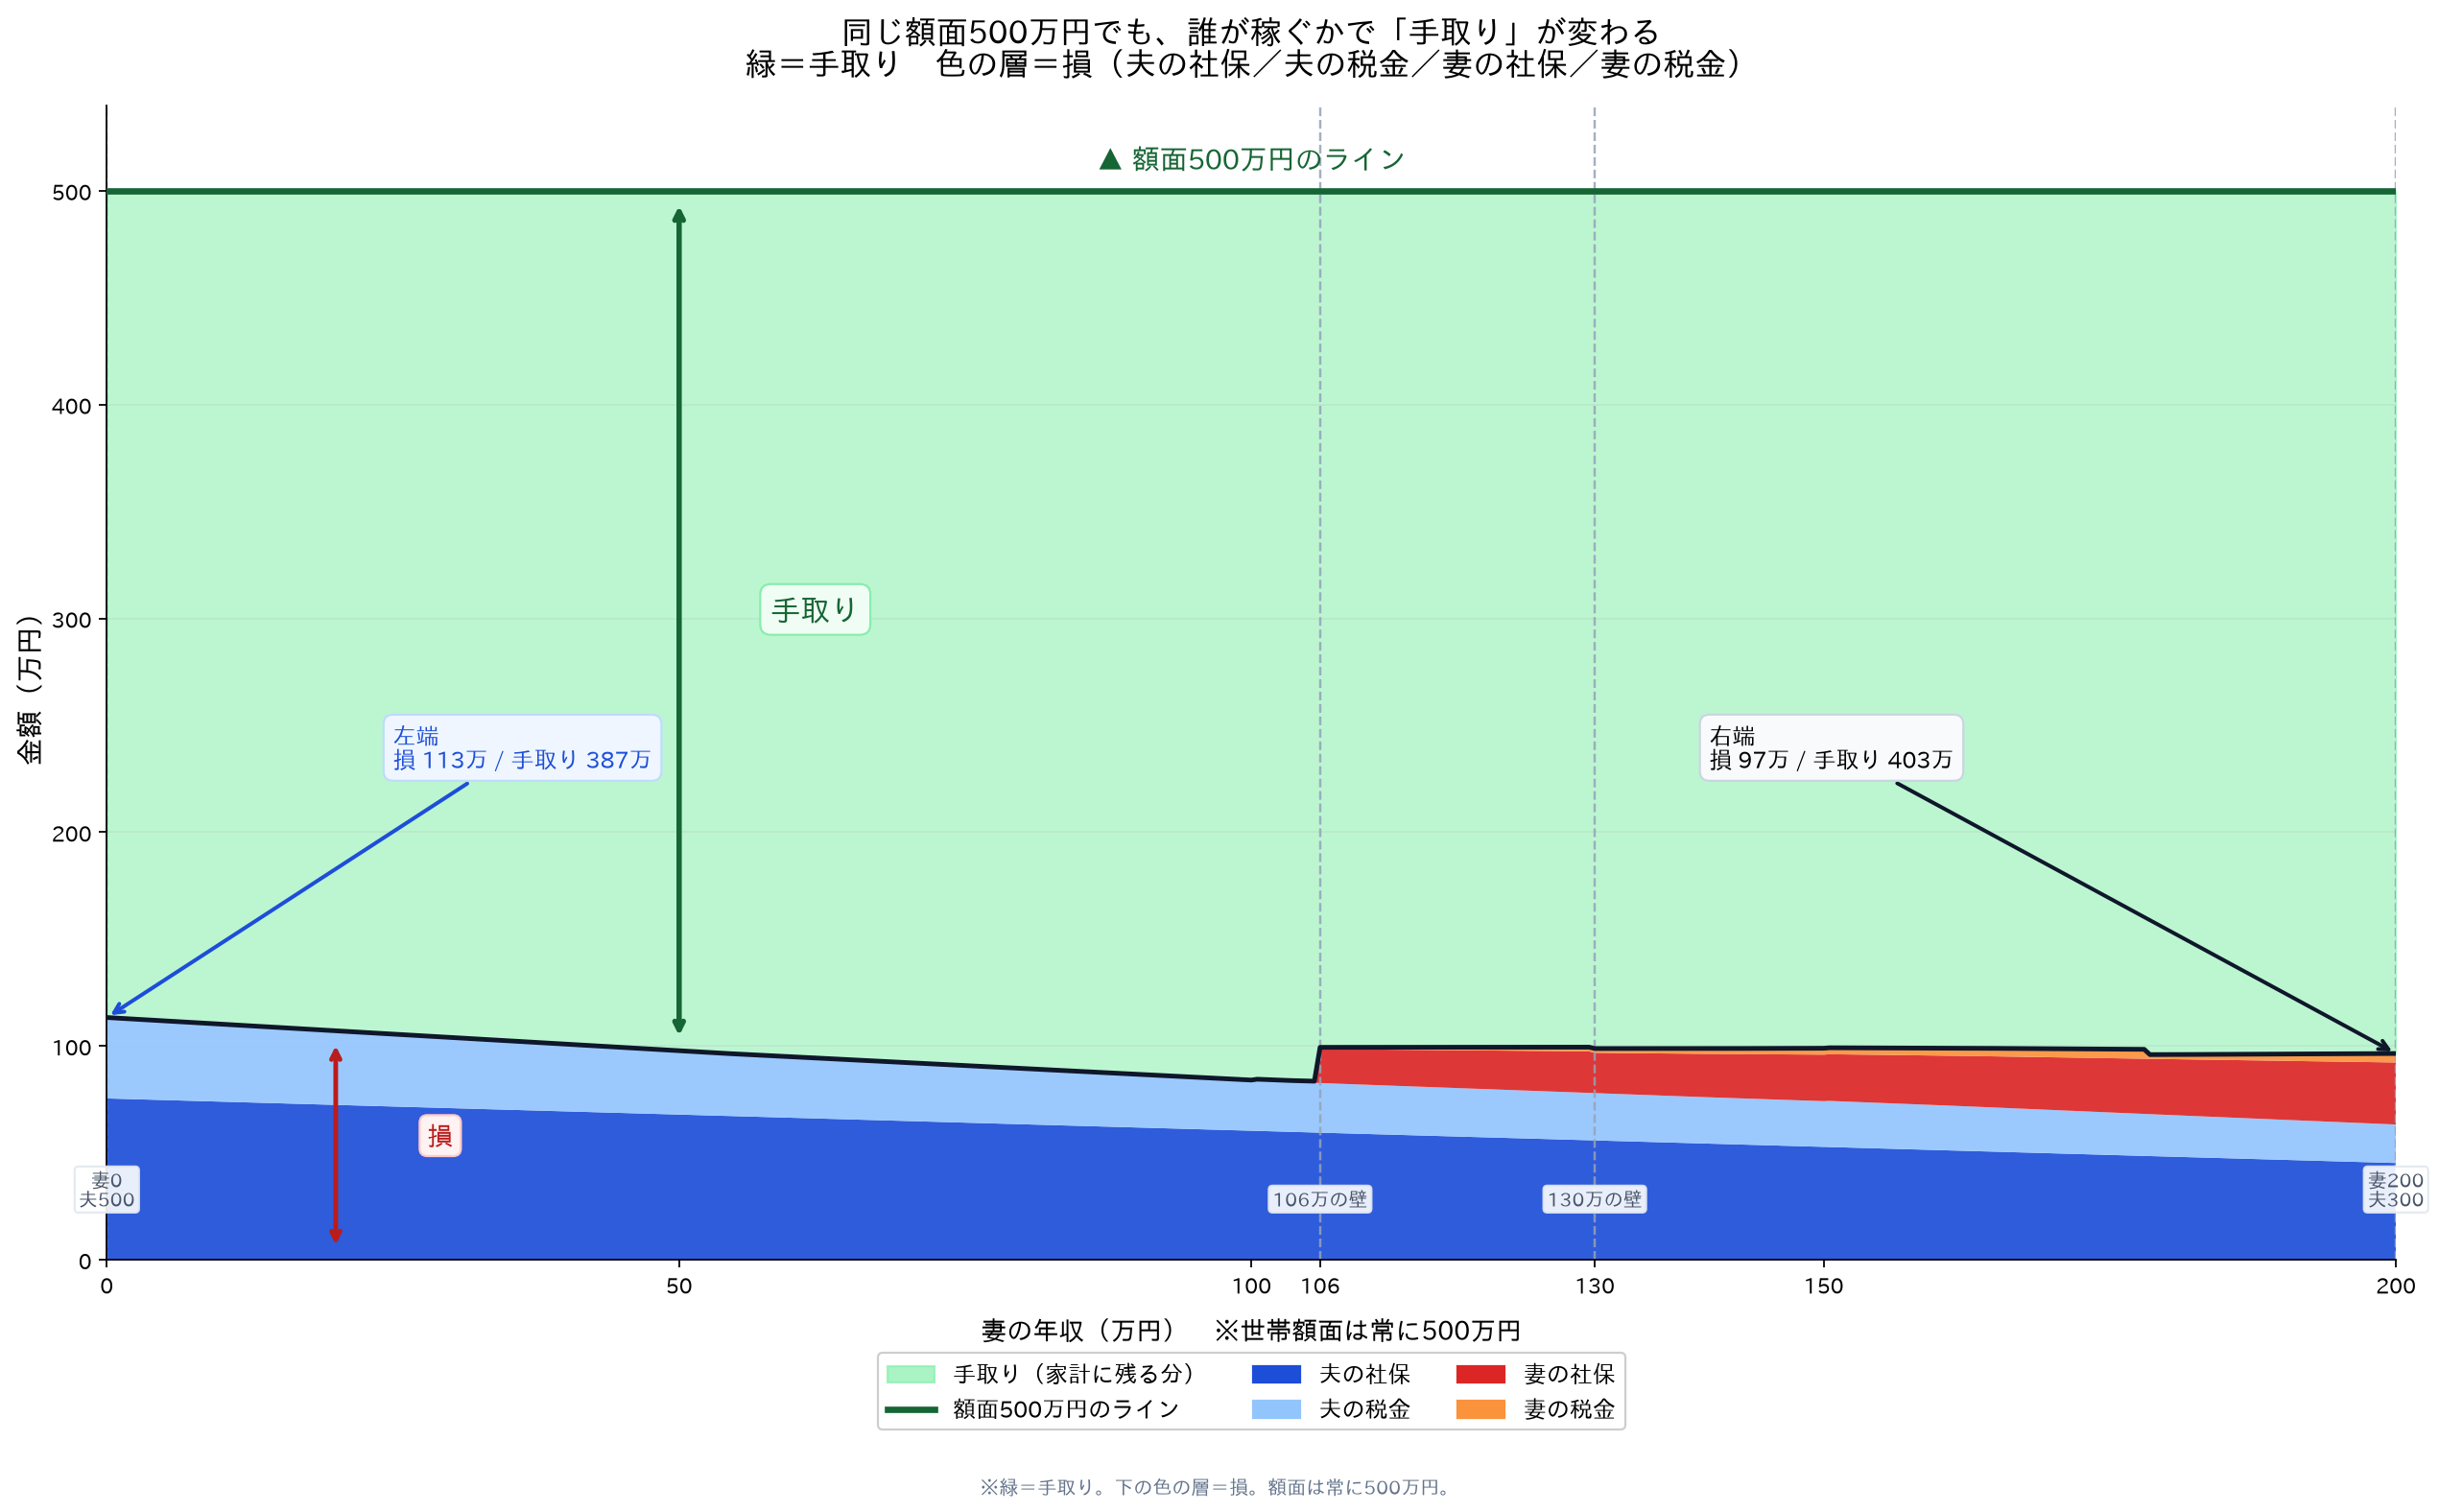 同じ額面500万円でも、誰が稼ぐかで「手取り」が変わる
緑＝手取り　色の層＝損（夫の社保／夫の税金／妻の社保／妻の税金）
▲ 額面500万円のライン
金額（万円）
500
400
300
200
100
0
手取り
左端
損 113万 / 手取り 387万
右端
損 97万 / 手取り 403万
損
妻0
夫500
106万の壁
130万の壁
妻200
夫300
0
50
100
106
130
150
200
妻の年収（万円）　※世帯額面は常に500万円
手取り（家計に残る分）
額面500万円のライン
夫の社保
夫の税金
妻の社保
妻の税金
※緑＝手取り。下の色の層＝損。額面は常に500万円。